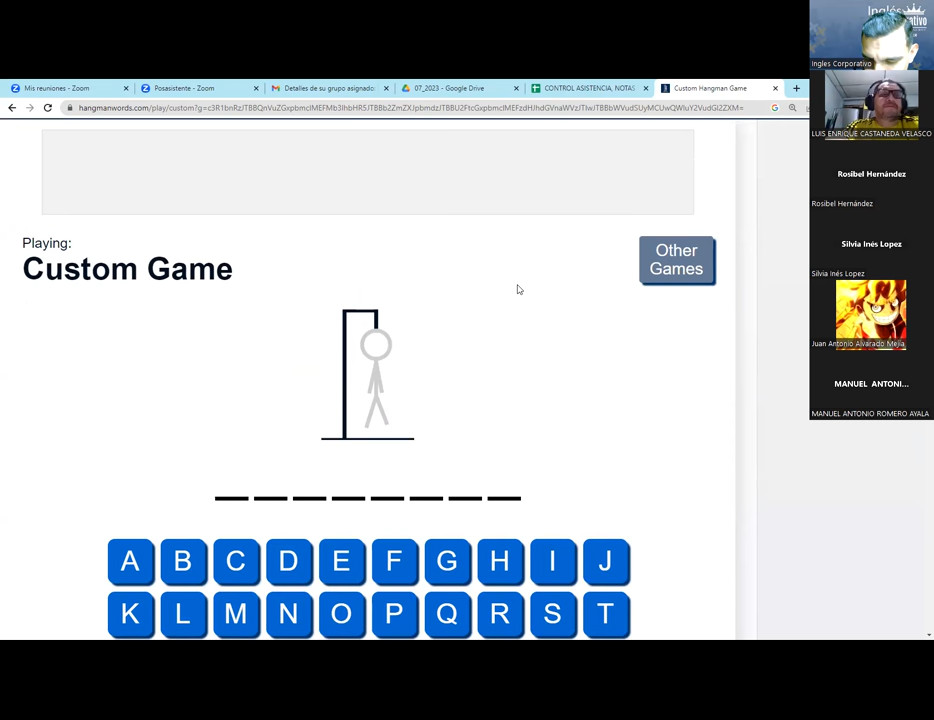 Mis reuniones - Zoom
Posasistente - Zoom
Detalles de su grupo asignado:
07_2023 - Google Drive
CONTROL ASISTENCIA, NOTAS
Custom Hangman Game
Playing:
Custom Game
Other
Games
A B C D E F G H I J
K L M N O P Q R S T
Inglés
Ingles Corporativo
LUIS ENRIQUE CASTANEDA VELASCO
Rosibel Hernández
Rosibel Hernández
Silvia Inés Lopez
Silvia Inés Lopez
Juan Antonio Alvarado Mejia
MANUEL ANTONI...
MANUEL ANTONIO ROMERO AYALA